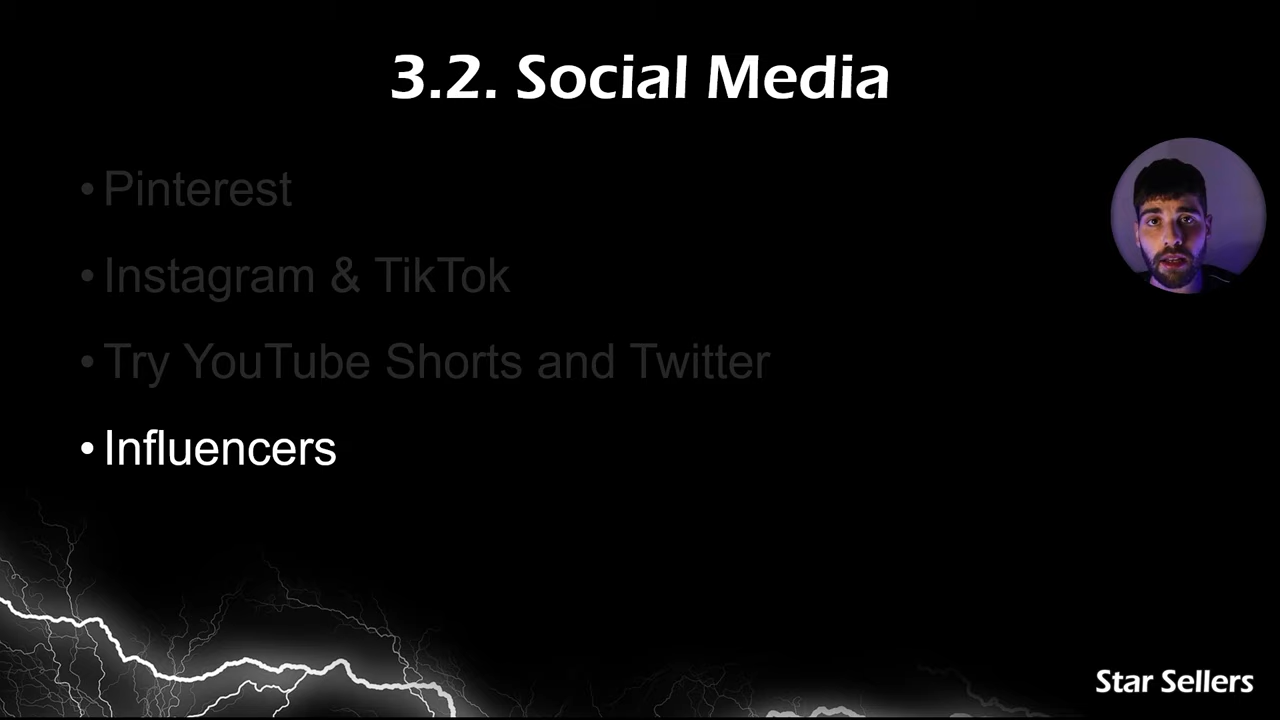 3.2. Social Media
• Pinterest
• Instagram & TikTok
• Try YouTube Shorts and Twitter
• Influencers
Star Sellers